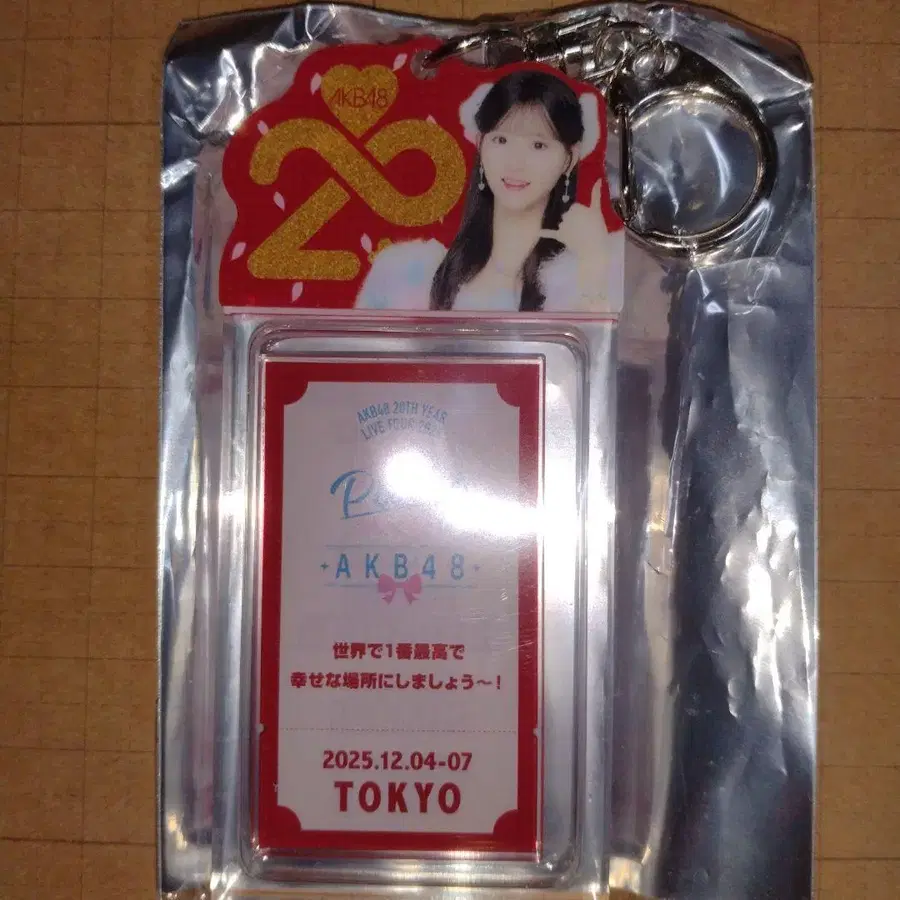 AKB48
20
AKB48 20TH YEAR
LIVE TOUR
AKB48
世界で1番最高で
幸せな場所にしましょう〜!
2025.12.04-07
TOKYO